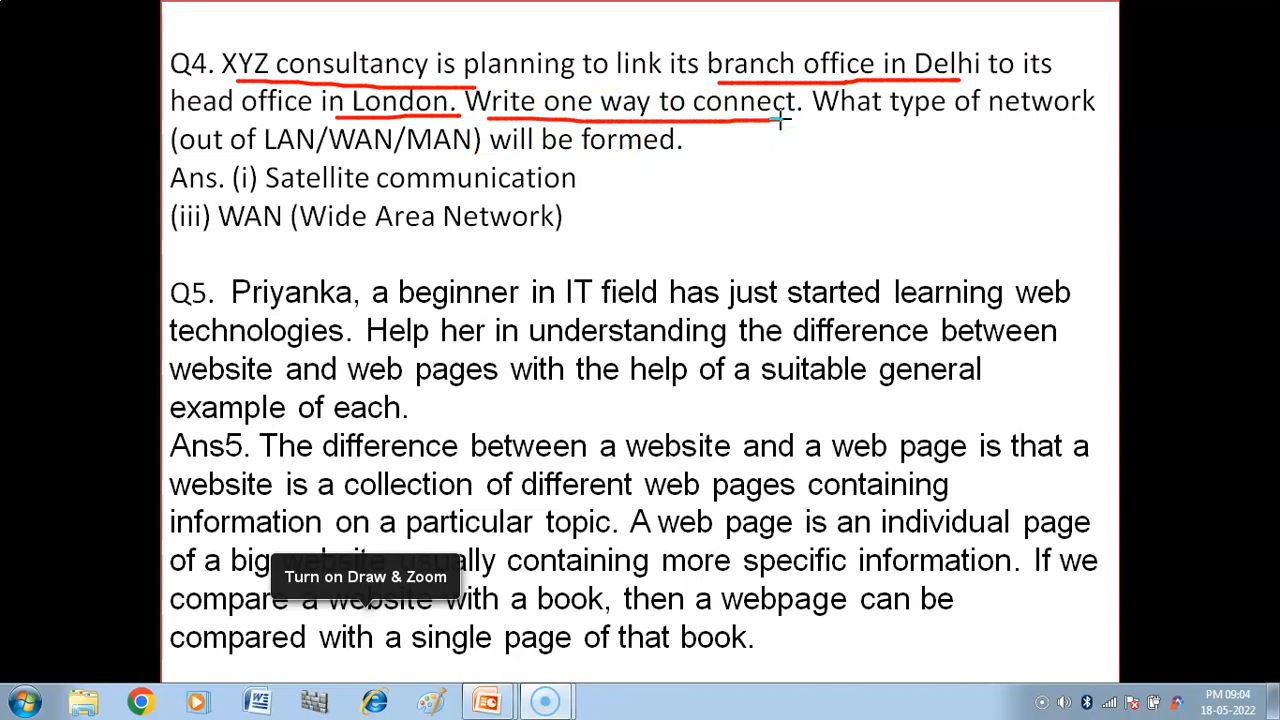 Q4. XYZ consultancy is planning to link its branch office in Delhi to its
head office in London. Write one way to connect. What type of network
(out of LAN/WAN/MAN) will be formed.
Ans. (i) Satellite communication
(iii) WAN (Wide Area Network)
Q5. Priyanka, a beginner in IT field has just started learning web
technologies. Help her in understanding the difference between
website and web pages with the help of a suitable general
example of each.
Ans5. The difference between a website and a web page is that a
website is a collection of different web pages containing
information on a particular topic. A web page is an individual page
of a big website usually containing more specific information. If we
Turn on Draw & Zoom
compare a website with a book, then a webpage can be
compared with a single page of that book.
PM 09:04
18-05-2022